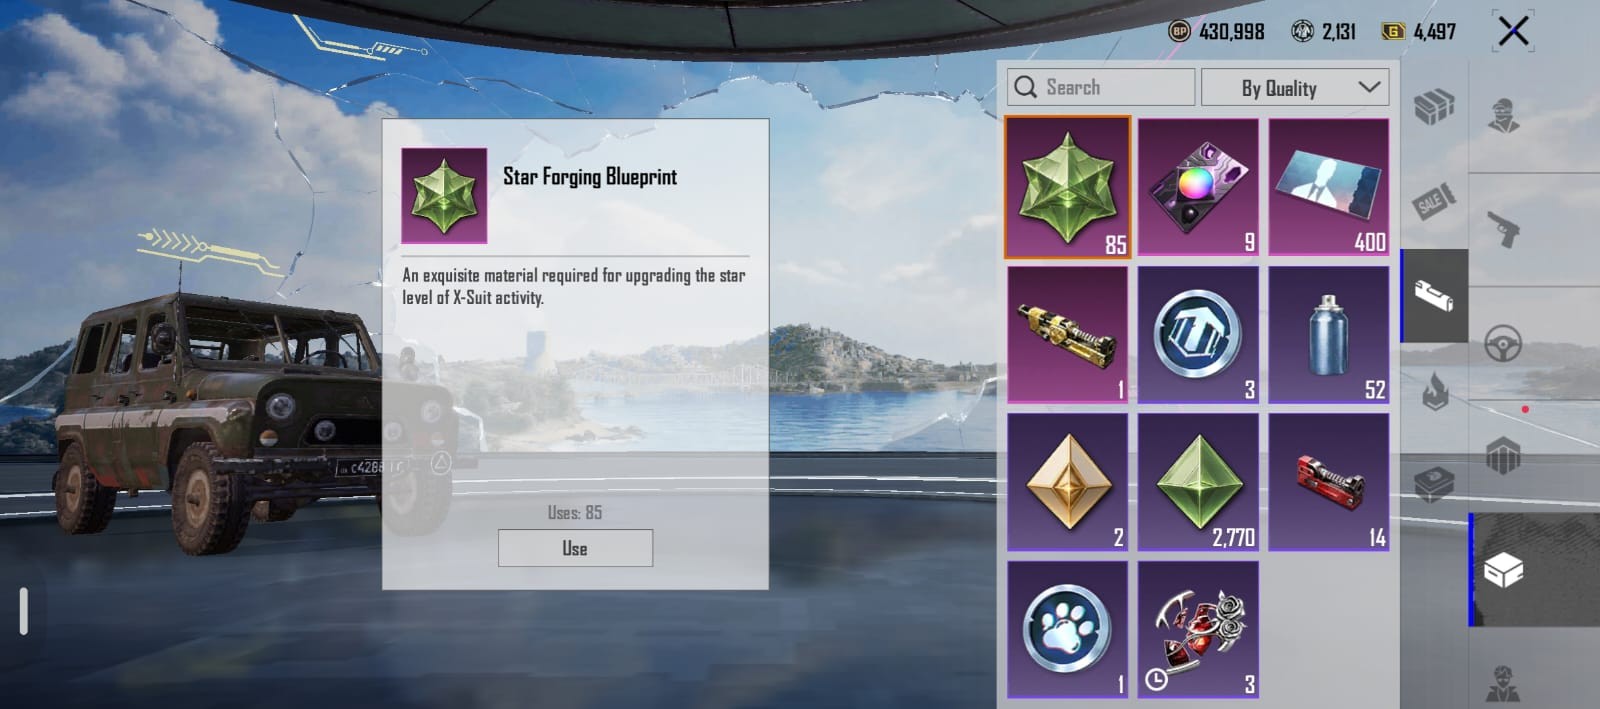 BP 430,998 2,131 G 4,497
Search
By Quality
SALE
Star Forging Blueprint
An exquisite material required for upgrading the star
level of X-Suit activity.
Uses: 85
Use
85
9
400
1
3
52
2
2,770
14
1
3